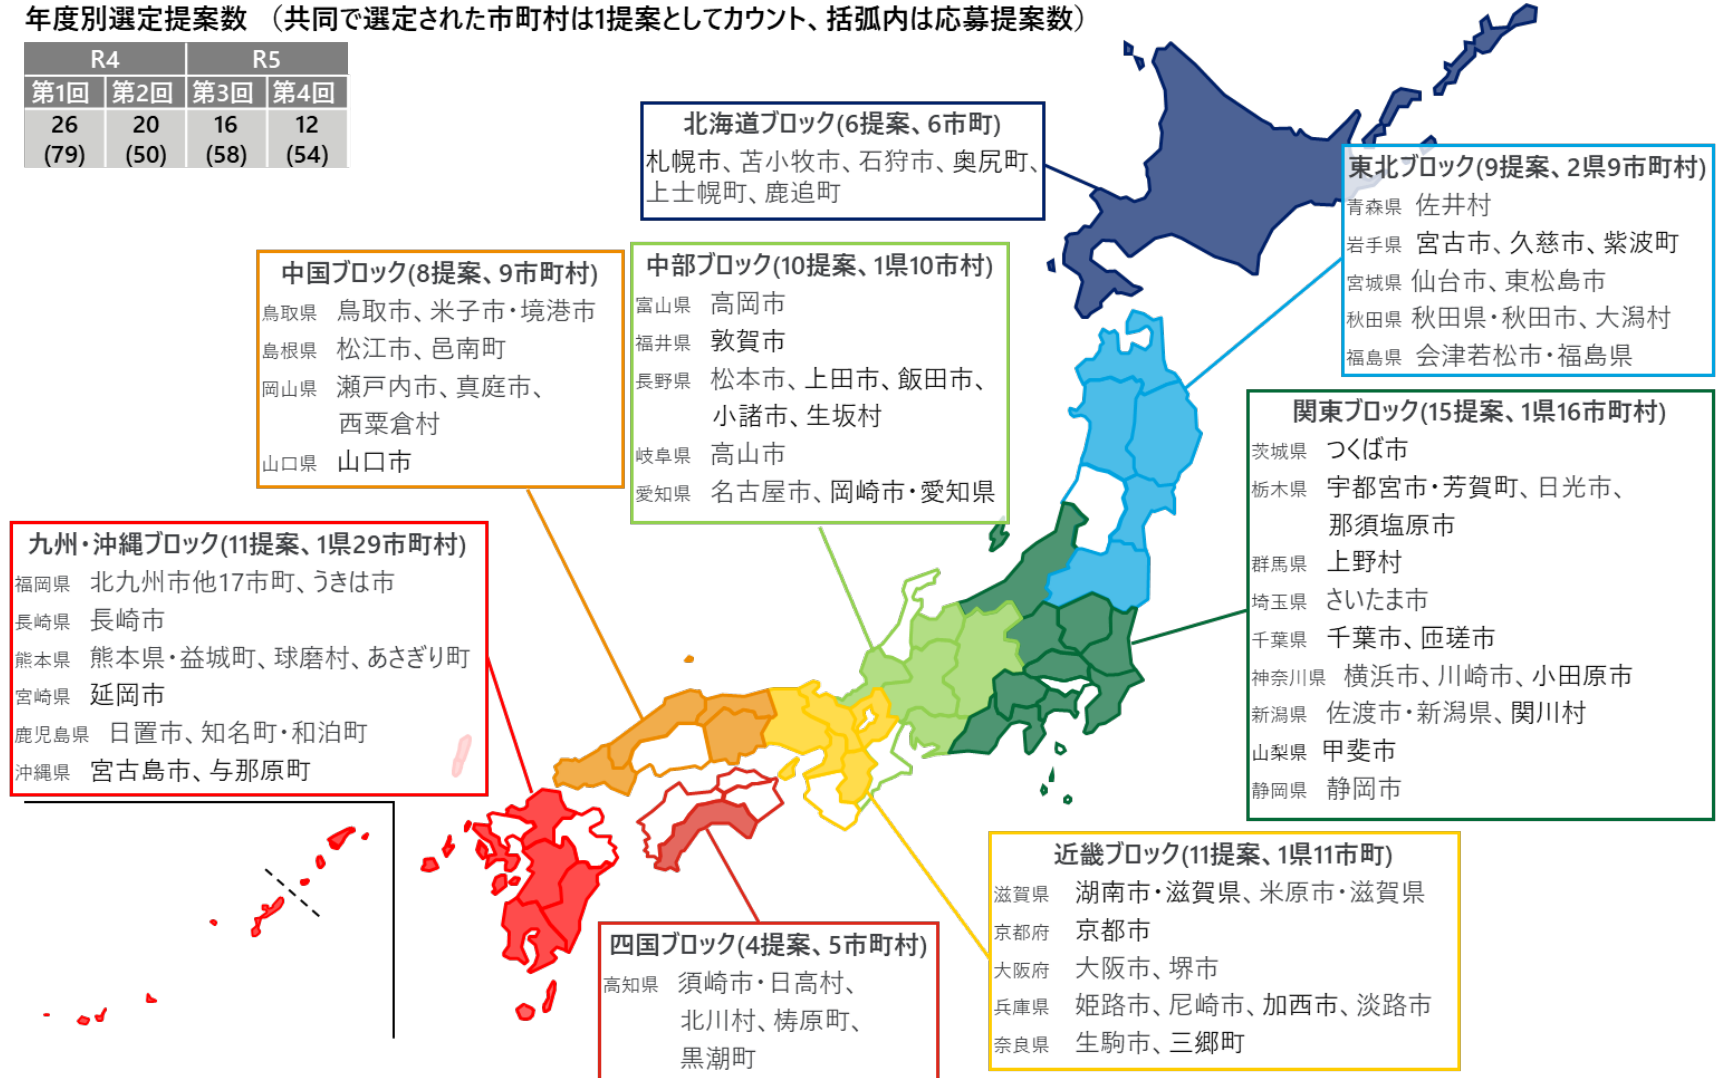 年度別選定提案数　（共同で選定された市町村は1提案としてカウント、括弧内は応募提案数）
R4 R5
第1回 第2回 第3回 第4回
26 20 16 12
(79) (50) (58) (54)
北海道ブロック(6提案、6市町)
札幌市、苫小牧市、石狩市、奥尻町、
上士幌町、鹿追町
東北ブロック(9提案、2県9市町村)
青森県 佐井村
岩手県 宮古市、久慈市、紫波町
宮城県 仙台市、東松島市
秋田県 秋田県・秋田市、大潟村
福島県 会津若松市・福島県
中国ブロック(8提案、9市町村)
鳥取県 鳥取市、米子市・境港市
島根県 松江市、邑南町
岡山県 瀬戸内市、真庭市、
西粟倉村
山口県 山口市
中部ブロック(10提案、1県10市村)
富山県 高岡市
福井県 敦賀市
長野県 松本市、上田市、飯田市、
小諸市、生坂村
岐阜県 高山市
愛知県 名古屋市、岡崎市・愛知県
関東ブロック(15提案、1県16市町村)
茨城県 つくば市
栃木県 宇都宮市・芳賀町、日光市、
那須塩原市
群馬県 上野村
埼玉県 さいたま市
千葉県 千葉市、匝瑳市
神奈川県 横浜市、川崎市、小田原市
新潟県 佐渡市・新潟県、関川村
山梨県 甲斐市
静岡県 静岡市
九州・沖縄ブロック(11提案、1県29市町村)
福岡県 北九州市他17市町、うきは市
長崎県 長崎市
熊本県 熊本県・益城町、球磨村、あさぎり町
宮崎県 延岡市
鹿児島県 日置市、知名町・和泊町
沖縄県 宮古島市、与那原町
四国ブロック(4提案、5市町村)
高知県 須崎市・日高村、
北川村、梼原町、
黒潮町
近畿ブロック(11提案、1県11市町)
滋賀県 湖南市・滋賀県、米原市・滋賀県
京都府 京都市
大阪府 大阪市、堺市
兵庫県 姫路市、尼崎市、加西市、淡路市
奈良県 生駒市、三郷町